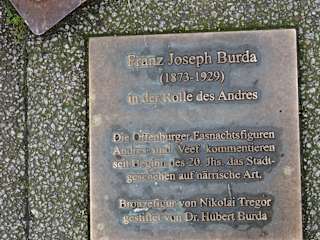 Franz Joseph Burda
(1873-1929)
in der Rolle des Andres
Die Offenburger Fasnachtsfiguren
„Andres und Veef“ kommentieren
seit Beginn des 20. Jhs. das Stadt-
geschehen auf närrische Art.
Bronzefigur von Nikolai Tregor
gestiftet von Dr. Hubert Burda